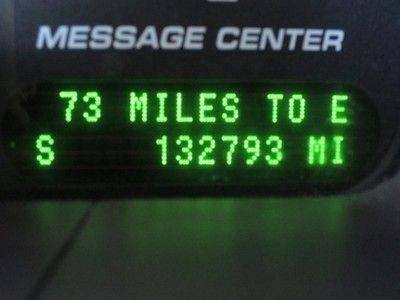 MESSAGE CENTER
73 MILES TO E
S 132793 MI